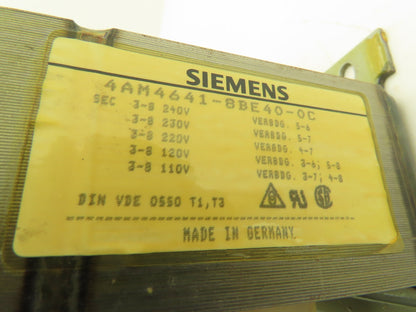 SIEMENS
4AM4641-8BE40-0C
SEC 3-8 240V VERBDG. 5-6
3-8 230V VERBDG. 5-7
3-8 220V VERBDG. 4-7
3-8 120V VERBDG. 3-6; 5-8
3-8 110V VERBDG. 3-7; 4-8
DIN VDE 0550 T1,T3
MADE IN GERMANY